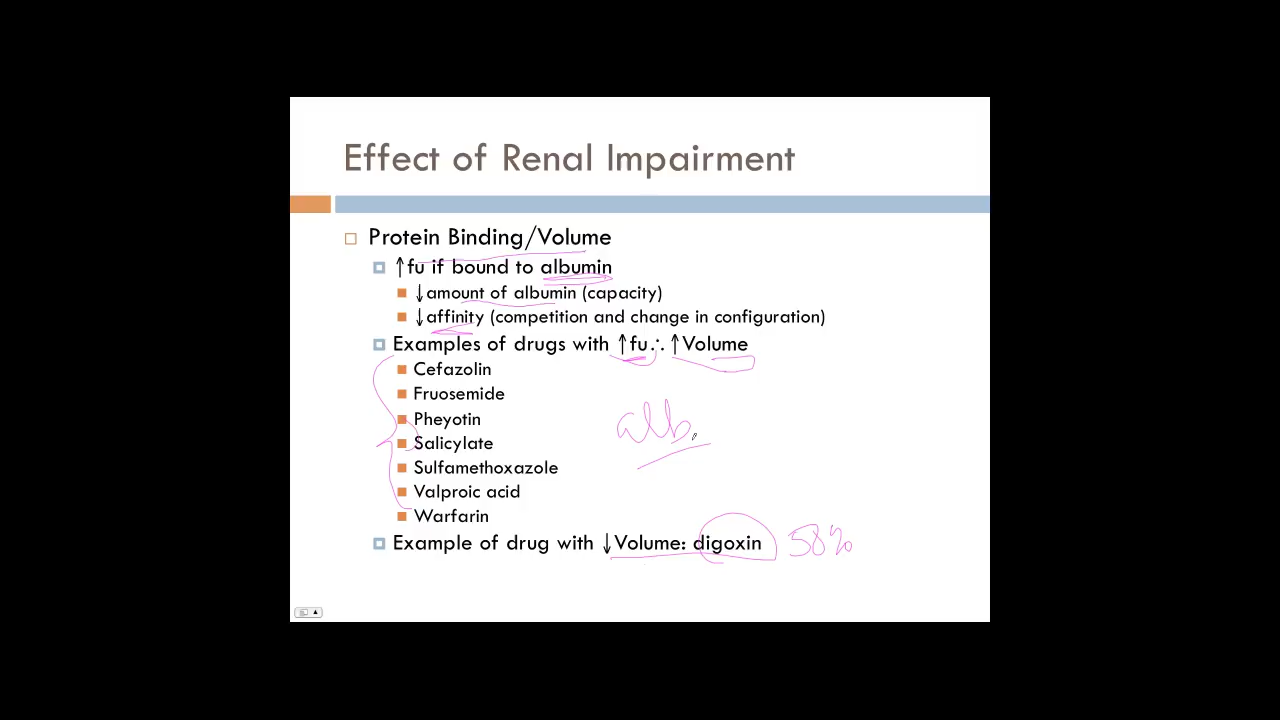 Effect of Renal Impairment
Protein Binding/Volume
↑fu if bound to albumin
↓amount of albumin (capacity)
↓affinity (competition and change in configuration)
Examples of drugs with ↑fu∴ ↑Volume
Cefazolin
Fruosemide
Pheyotin
Salicylate
alb.
Sulfamethoxazole
Valproic acid
Warfarin
Example of drug with ↓Volume: digoxin 58%